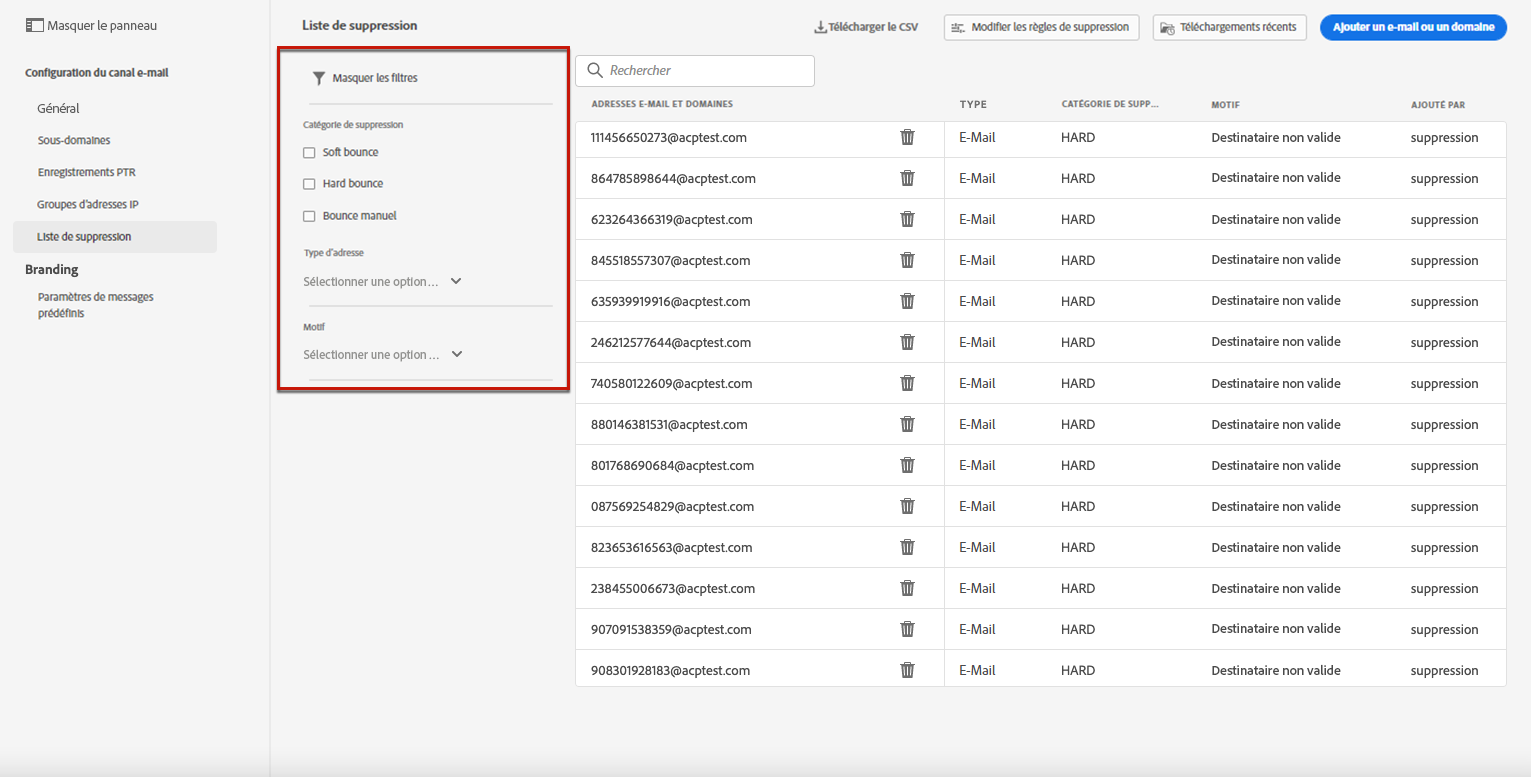 Masquer le panneau
Configuration du canal e-mail
Général
Sous-domaines
Enregistrements PTR
Groupes d'adresses IP
Liste de suppression
Branding
Paramètres de messages
prédéfinis
Liste de suppression
Télécharger le CSV
Modifier les règles de suppression
Téléchargements récents
Ajouter un e-mail ou un domaine
Masquer les filtres
Catégorie de suppression
Soft bounce
Hard bounce
Bounce manuel
Type d'adresse
Sélectionner une option...
Motif
Sélectionner une option ...
Rechercher
ADRESSES E-MAIL ET DOMAINES TYPE CATÉGORIE DE SUPP... MOTIF AJOUTÉ PAR
111456650273@acptest.com E-Mail HARD Destinataire non valide suppression
864785898644@acptest.com E-Mail HARD Destinataire non valide suppression
623264366319@acptest.com E-Mail HARD Destinataire non valide suppression
845518557307@acptest.com E-Mail HARD Destinataire non valide suppression
635939919916@acptest.com E-Mail HARD Destinataire non valide suppression
246212577644@acptest.com E-Mail HARD Destinataire non valide suppression
740580122609@acptest.com E-Mail HARD Destinataire non valide suppression
880146381531@acptest.com E-Mail HARD Destinataire non valide suppression
801768690684@acptest.com E-Mail HARD Destinataire non valide suppression
087569254829@acptest.com E-Mail HARD Destinataire non valide suppression
823653616563@acptest.com E-Mail HARD Destinataire non valide suppression
238455006673@acptest.com E-Mail HARD Destinataire non valide suppression
907091538359@acptest.com E-Mail HARD Destinataire non valide suppression
908301928183@acptest.com E-Mail HARD Destinataire non valide suppression